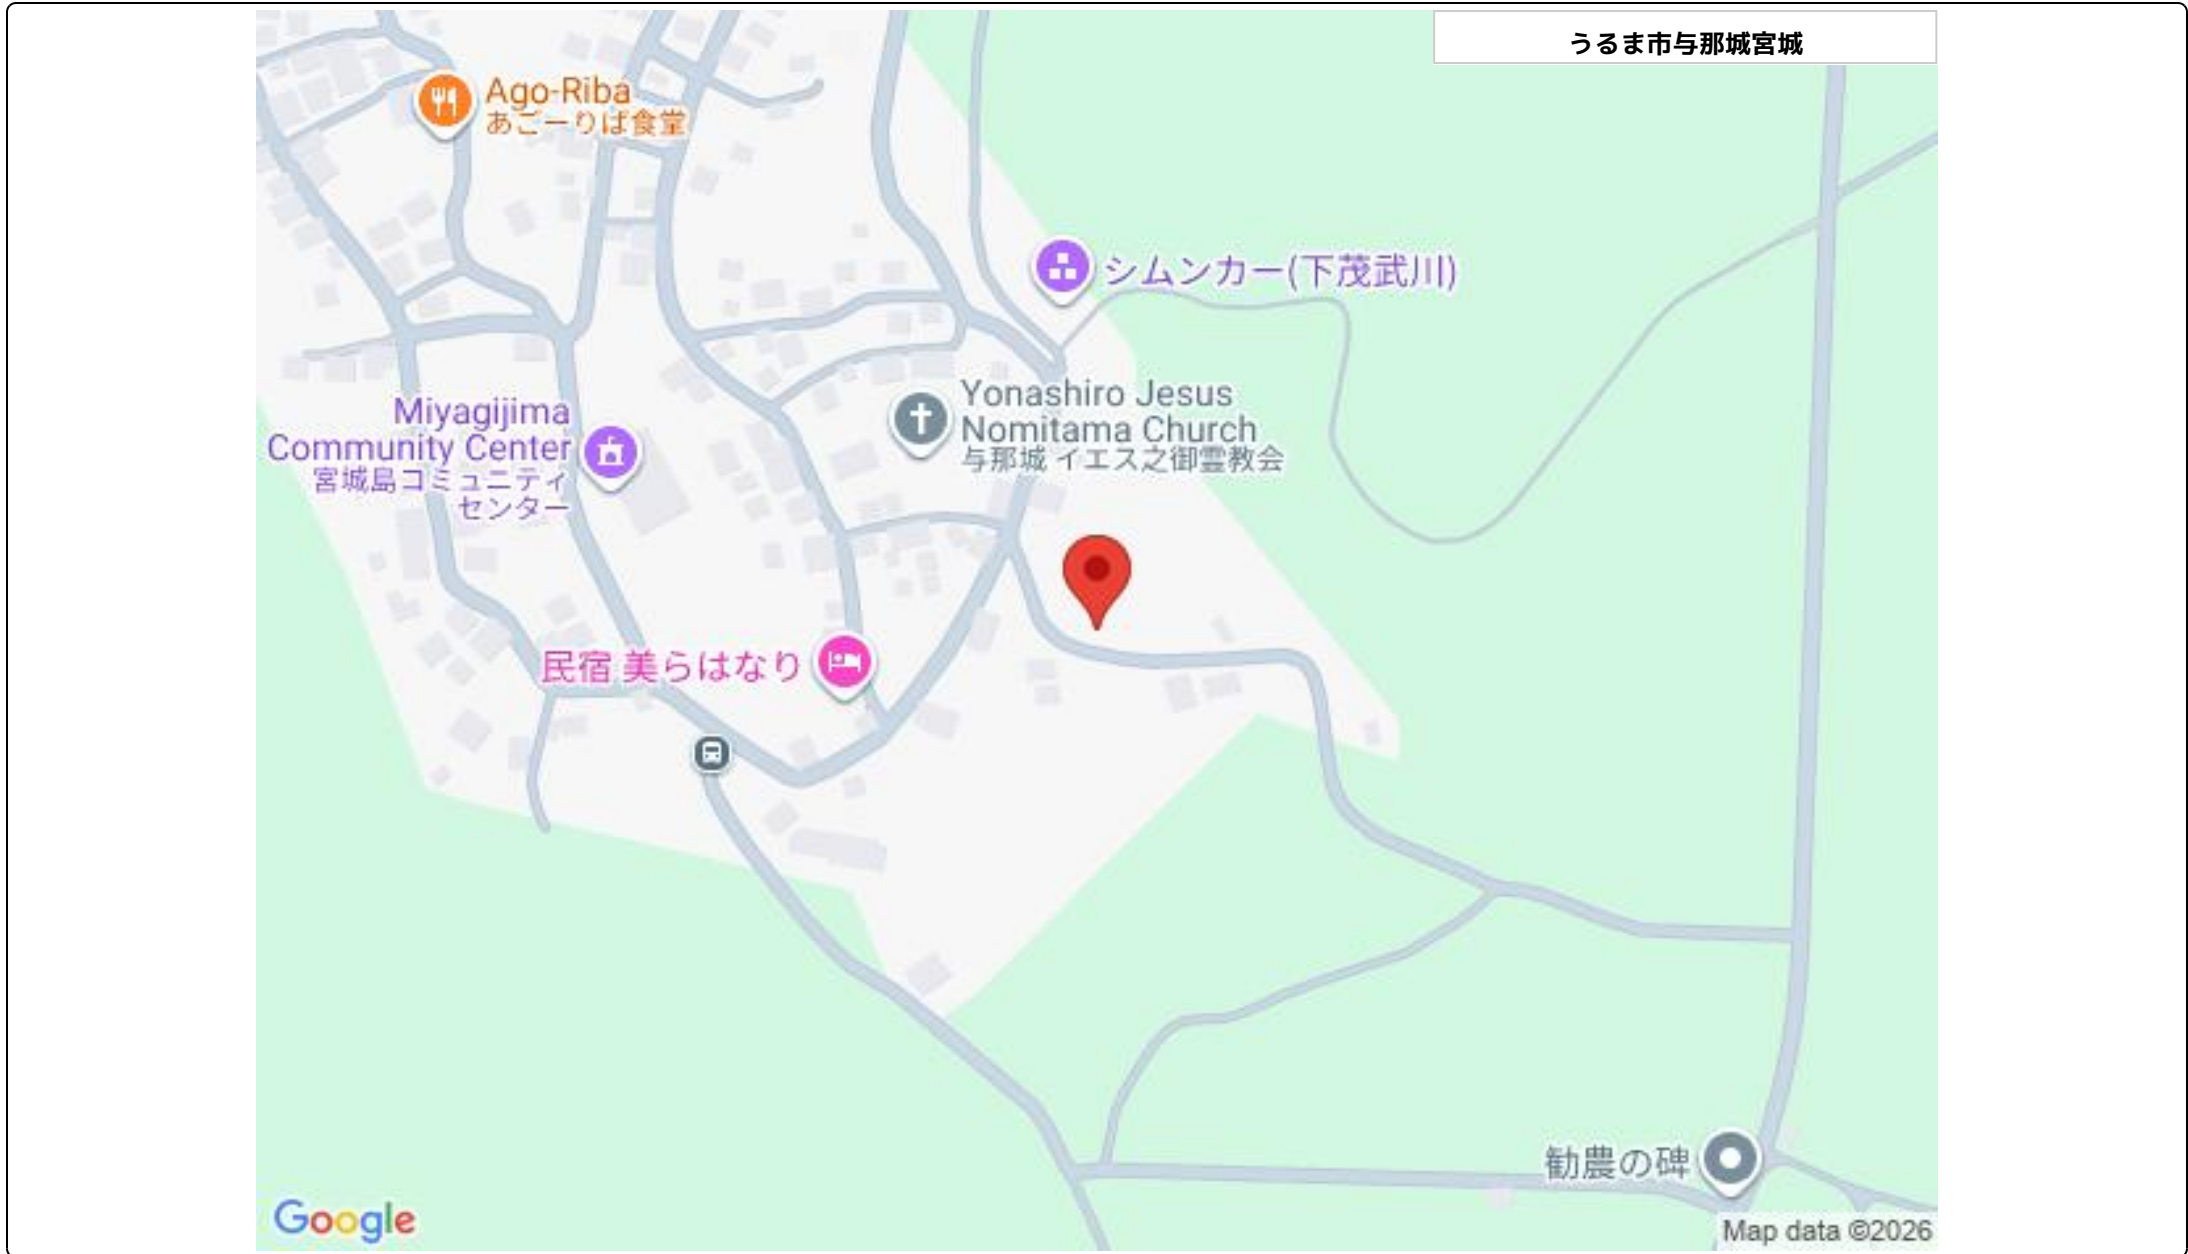 うるま市与那城宮城
Ago-Riba
あごーりば食堂
シムンカー(下茂武川)
Yonashiro Jesus
Nomitama Church
与那城 イエス之御霊教会
Miyagijima
Community Center
宮城島コミュニティ
センター
民宿 美らはなり
勧農の碑
Google
Map data ©2026